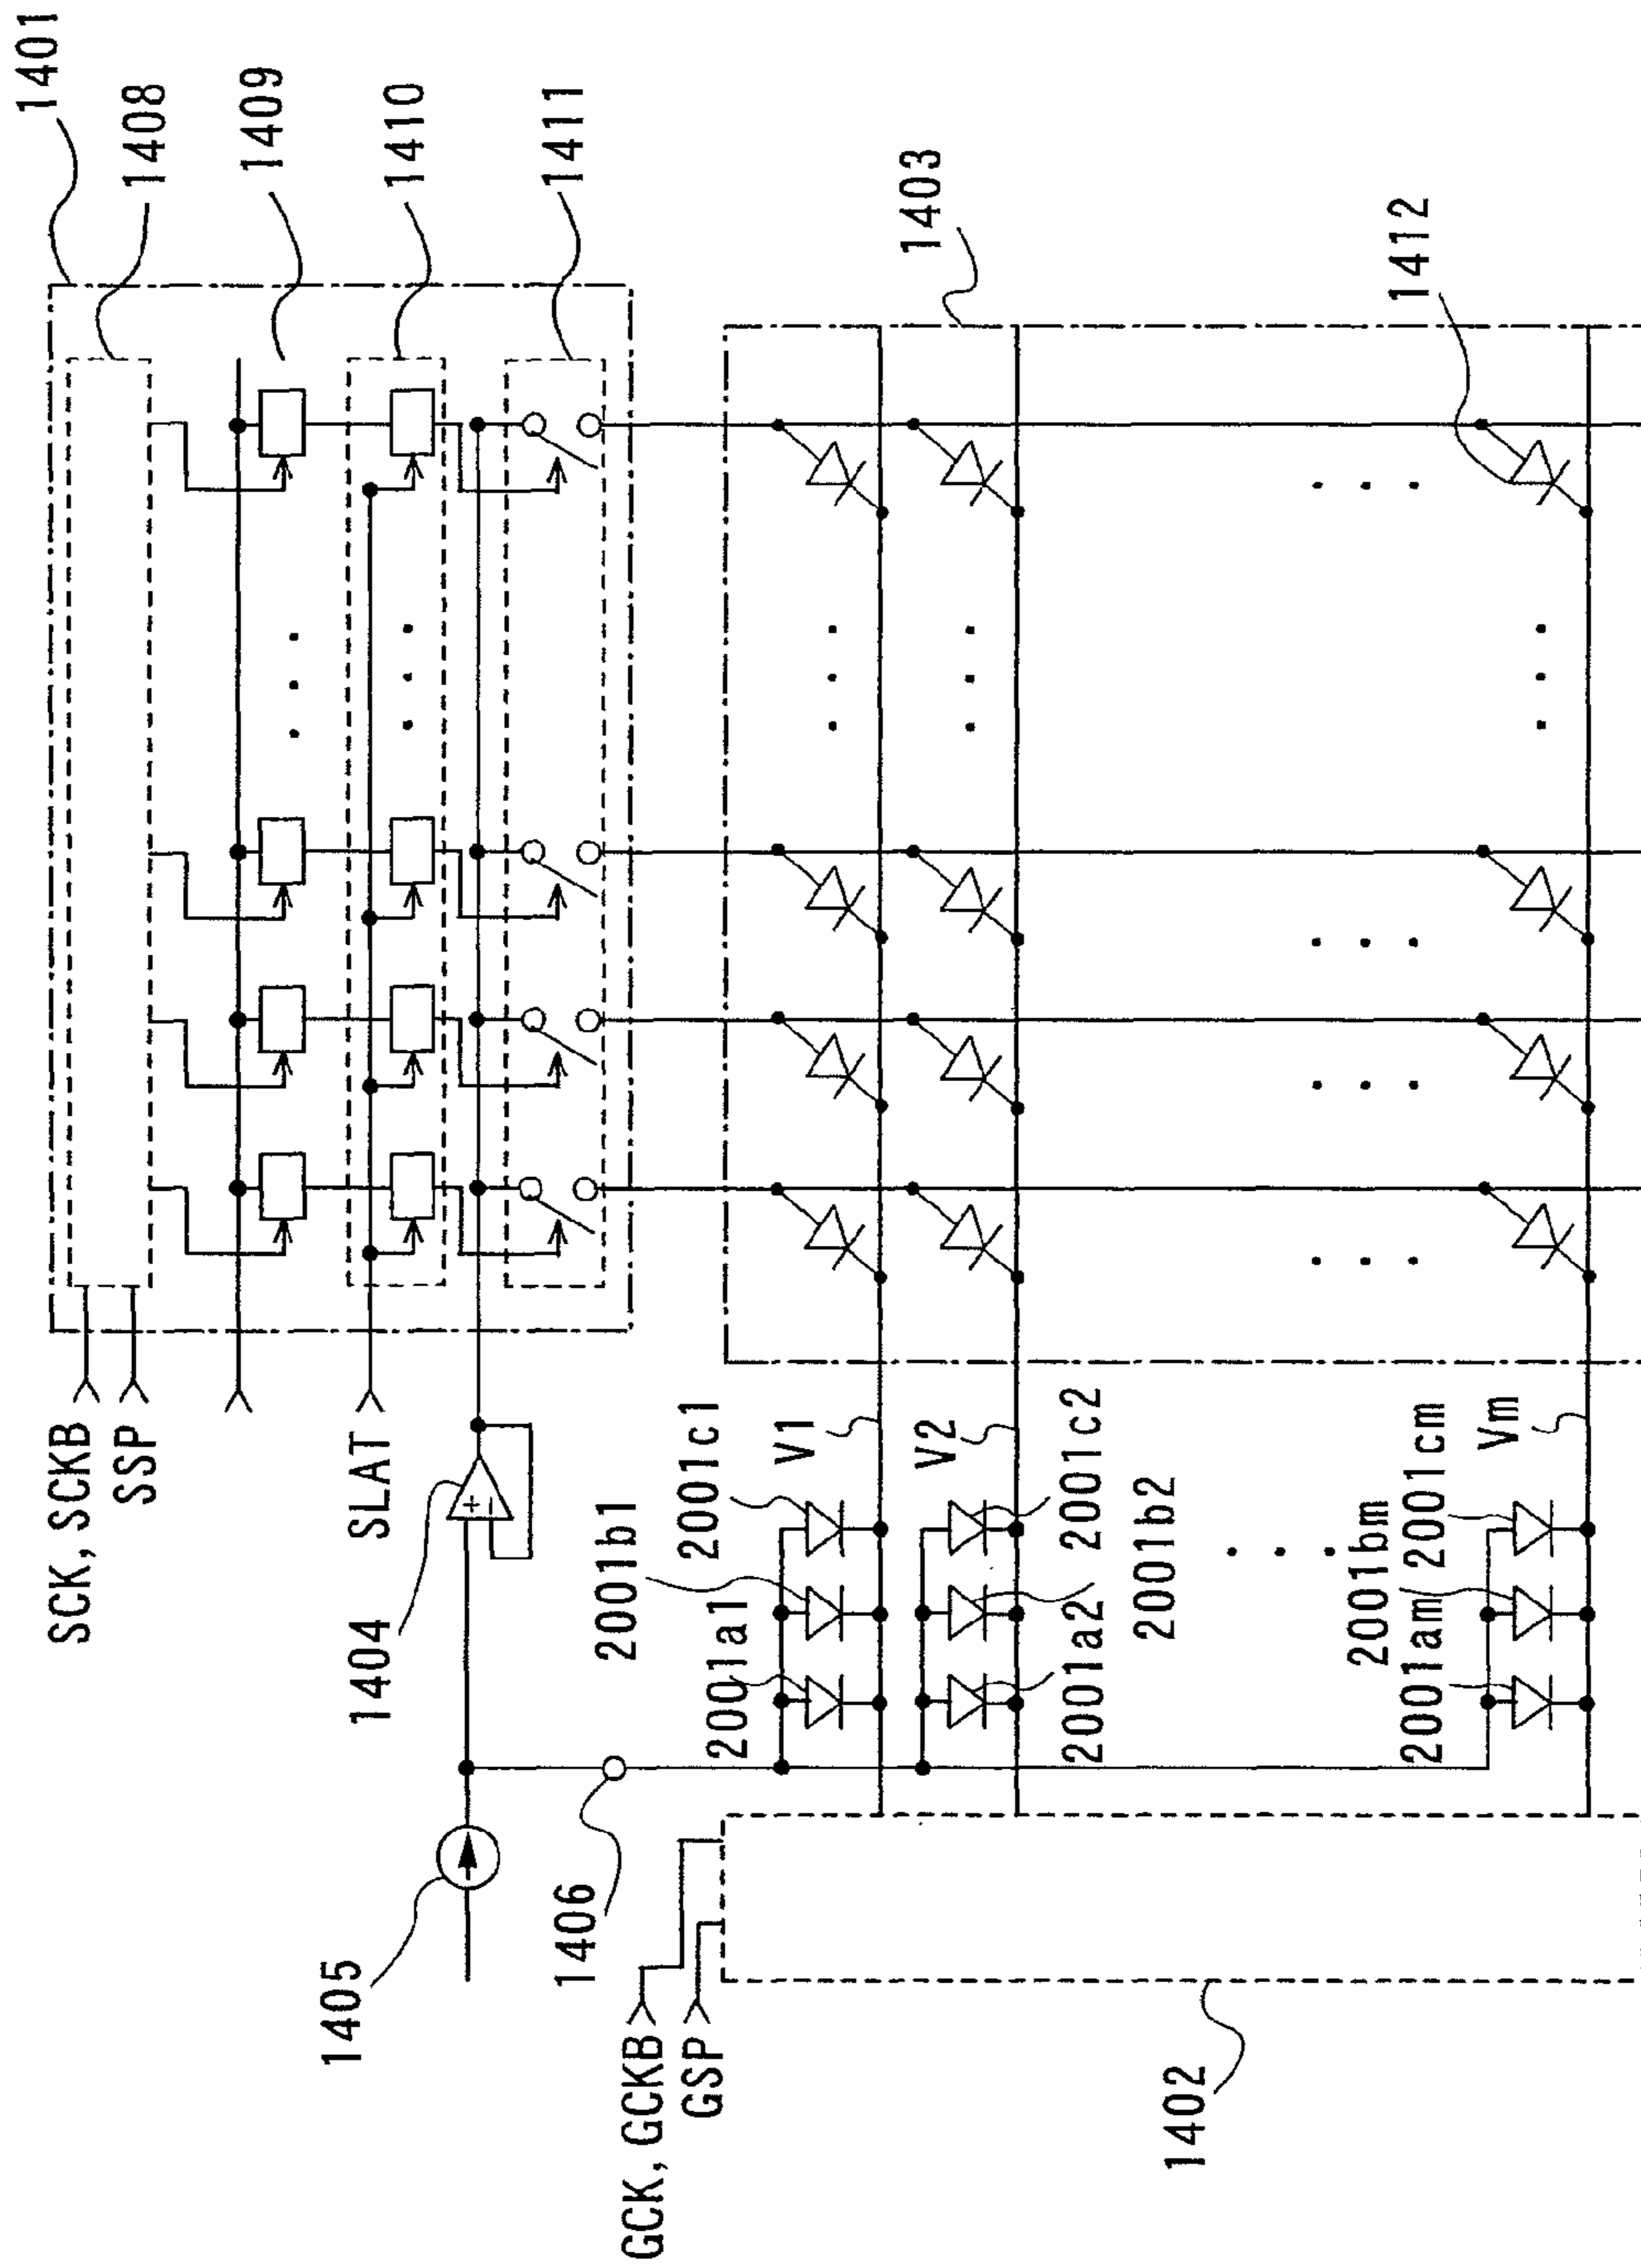 1401
1408
1409
1410
1411
1403
1412
SCK, SCKB
SSP
SLAT
1404
1405
1406
+
−
2001a1
2001b1
2001c1
V1
2001a2
2001b2
2001c2
V2
2001am
2001bm
2001cm
Vm
GCK, GCKB
GSP
1402